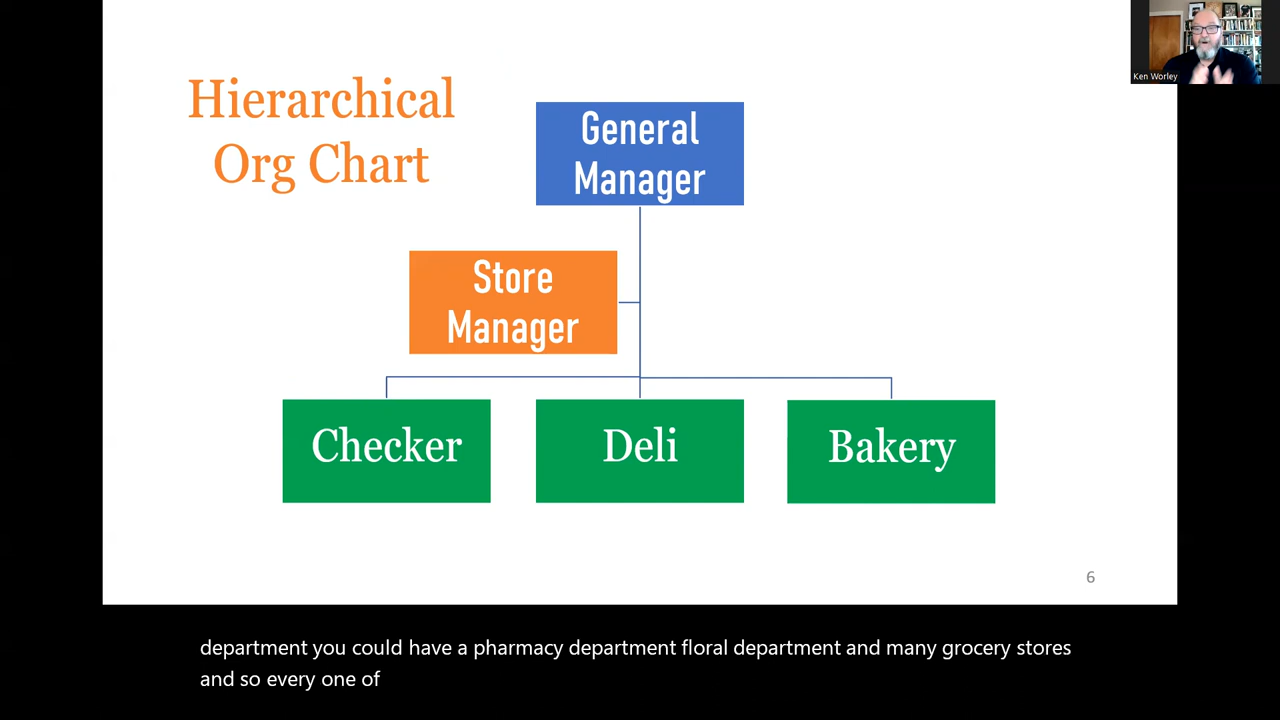 Hierarchical
Org Chart
General
Manager
Store
Manager
Checker
Deli
Bakery
6
Ken Worley
department you could have a pharmacy department floral department and many grocery stores
and so every one of